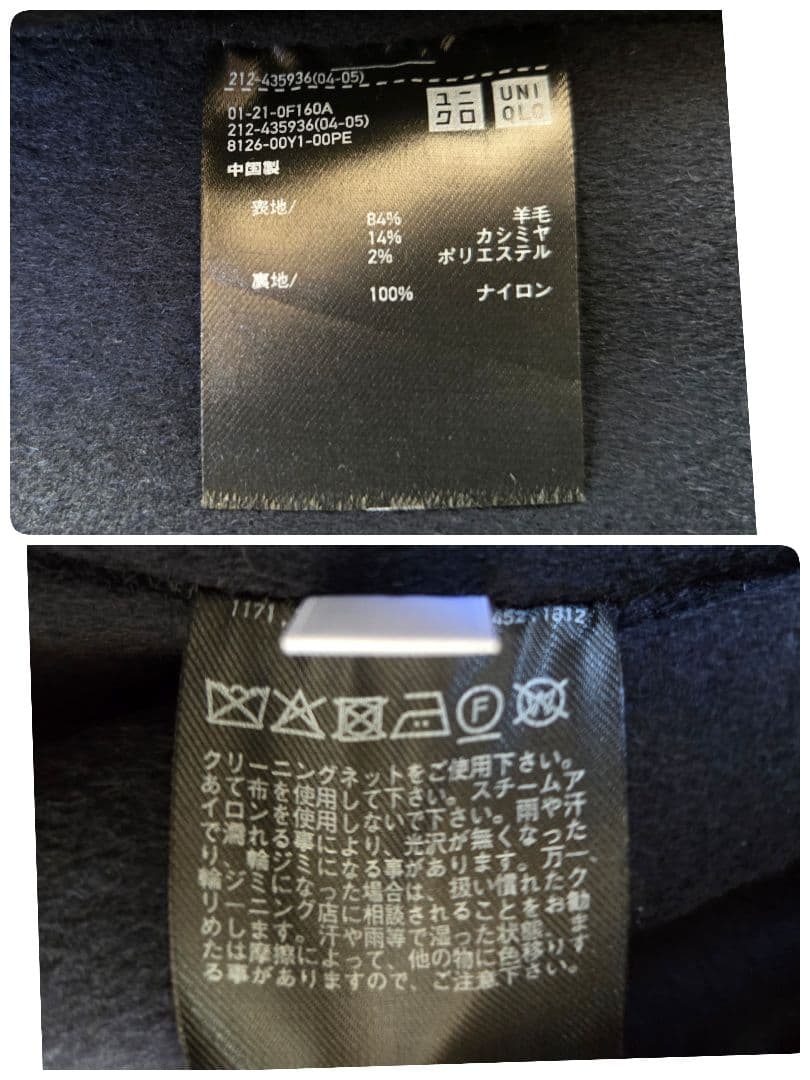 212-435936(04-05)
01-21-0F160A
212-435936(04-05)
8126-00Y1-00PE
ユニクロ
UNIQLO
中国製
表地/
84% 羊毛
14% カシミヤ
2% ポリエステル
裏地/
100% ナイロン
1171
452-1812
F
W
クリーニングネットをご使用下さい。
あて布を使用して下さい。スチームア
イロンを使用しないで下さい。雨や汗
で濡れる事により、光沢が無くなった
り、輪ジミになる事があります。万一
輪ジミになった場合は、扱い慣れたク
リーニング店に相談されることをお勧
めします。汗や雨等で湿った状態、
は摩擦によって他の物に色移り
る事がありますので、ご注意下さい。